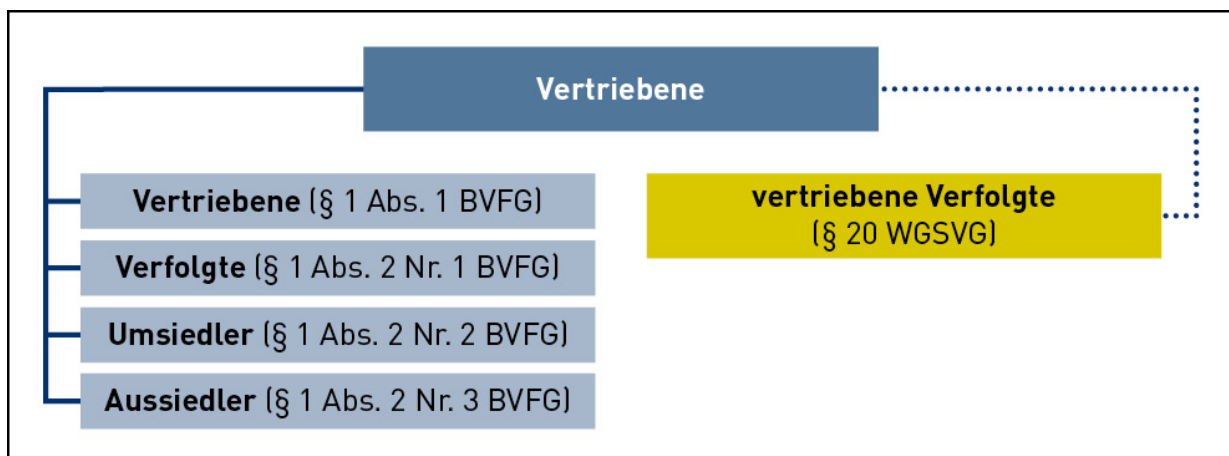 Vertriebene
Vertriebene (§ 1 Abs. 1 BVFG)
Verfolgte (§ 1 Abs. 2 Nr. 1 BVFG)
Umsiedler (§ 1 Abs. 2 Nr. 2 BVFG)
Aussiedler (§ 1 Abs. 2 Nr. 3 BVFG)
vertriebene Verfolgte
(§ 20 WGSVG)